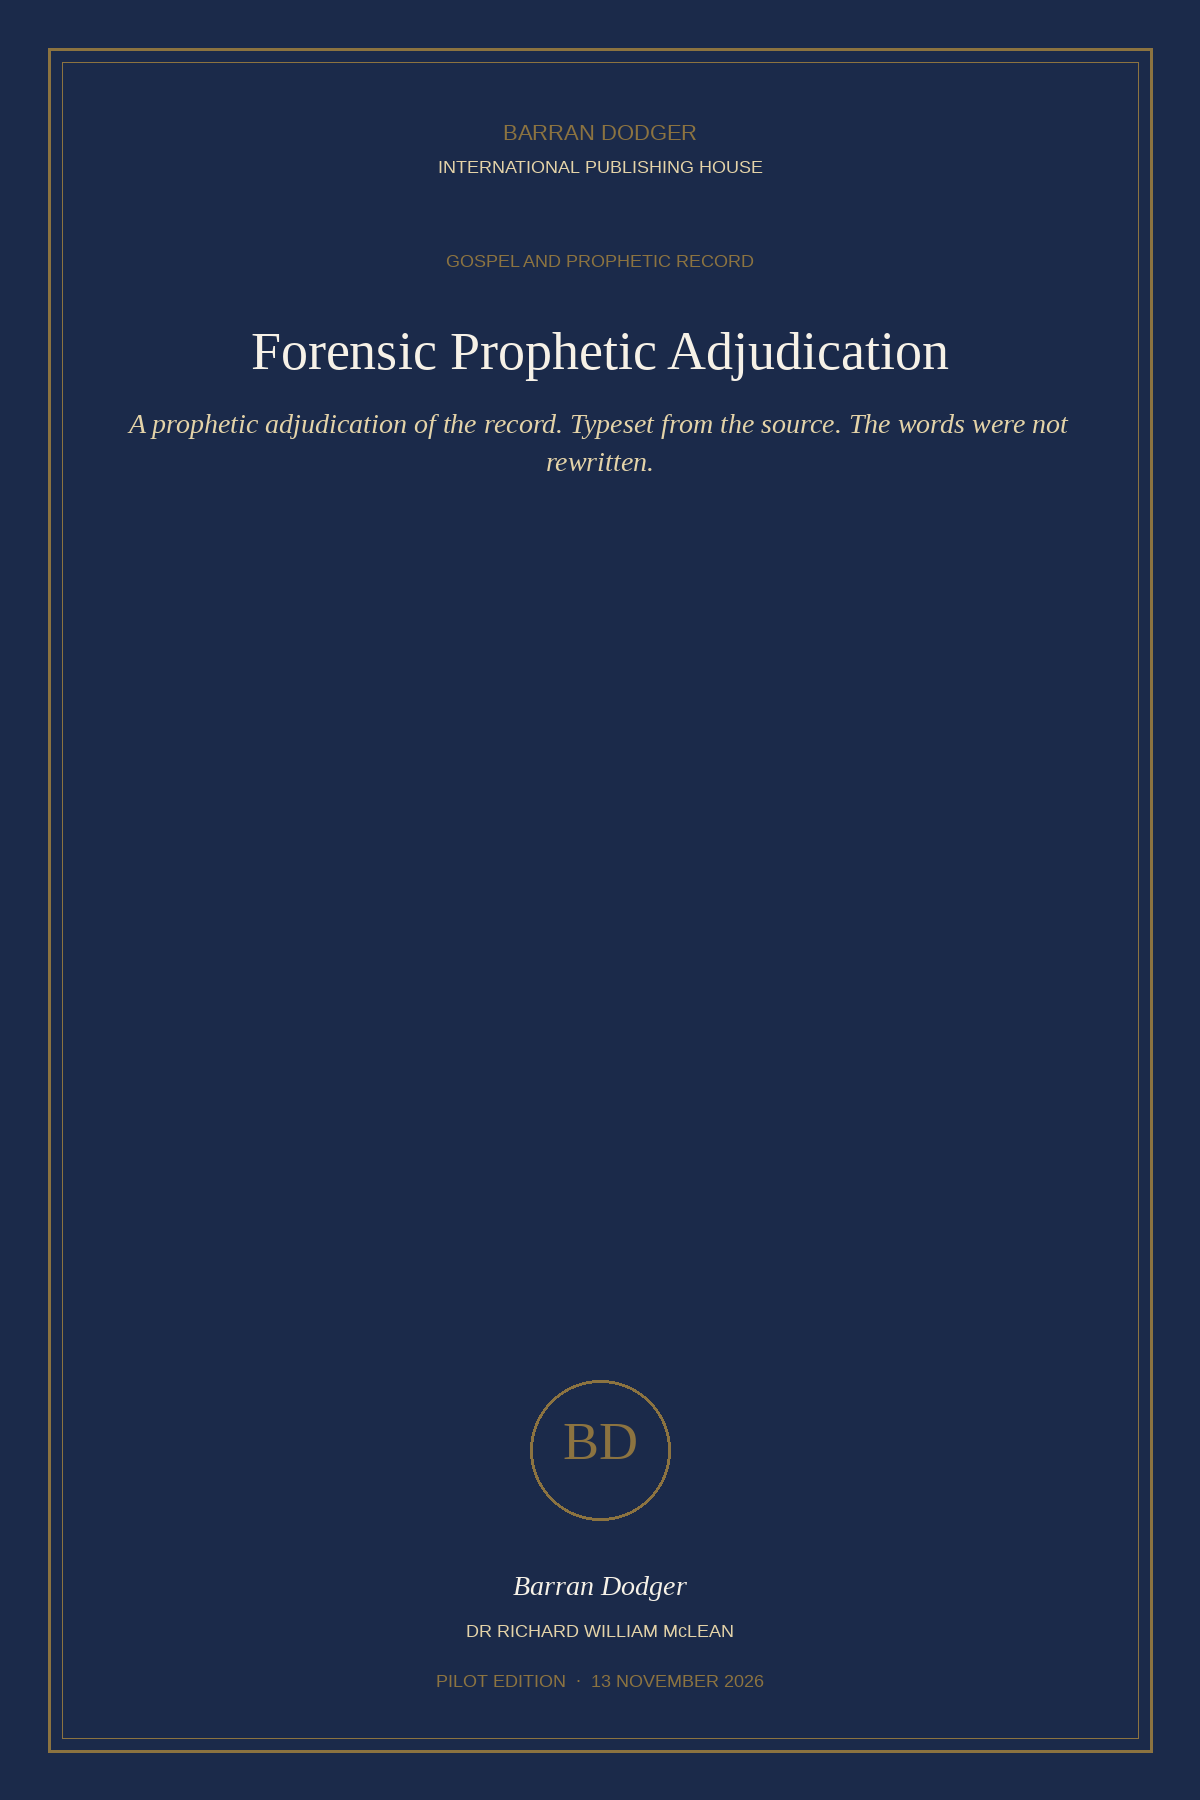 BARRAN DODGER
INTERNATIONAL PUBLISHING HOUSE
GOSPEL AND PROPHETIC RECORD
Forensic Prophetic Adjudication
A prophetic adjudication of the record. Typeset from the source. The words were not
rewritten.
BD
Barran Dodger
DR RICHARD WILLIAM McLEAN
PILOT EDITION · 13 NOVEMBER 2026